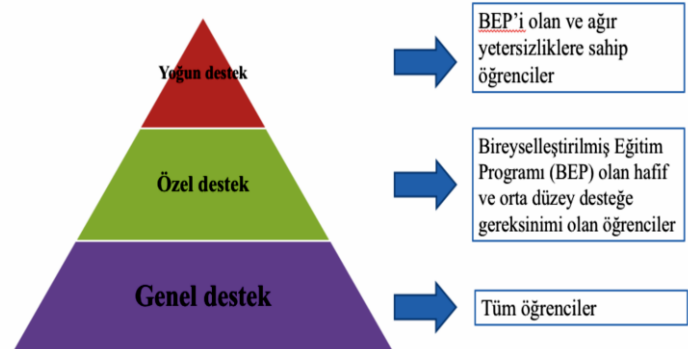 Yoğun destek
BEP'i olan ve ağır
yetersizliklere sahip
öğrenciler
Özel destek
Bireyselleştirilmiş Eğitim
Programı (BEP) olan hafif
ve orta düzey desteğe
gereksinimi olan öğrenciler
Genel destek
Tüm öğrenciler